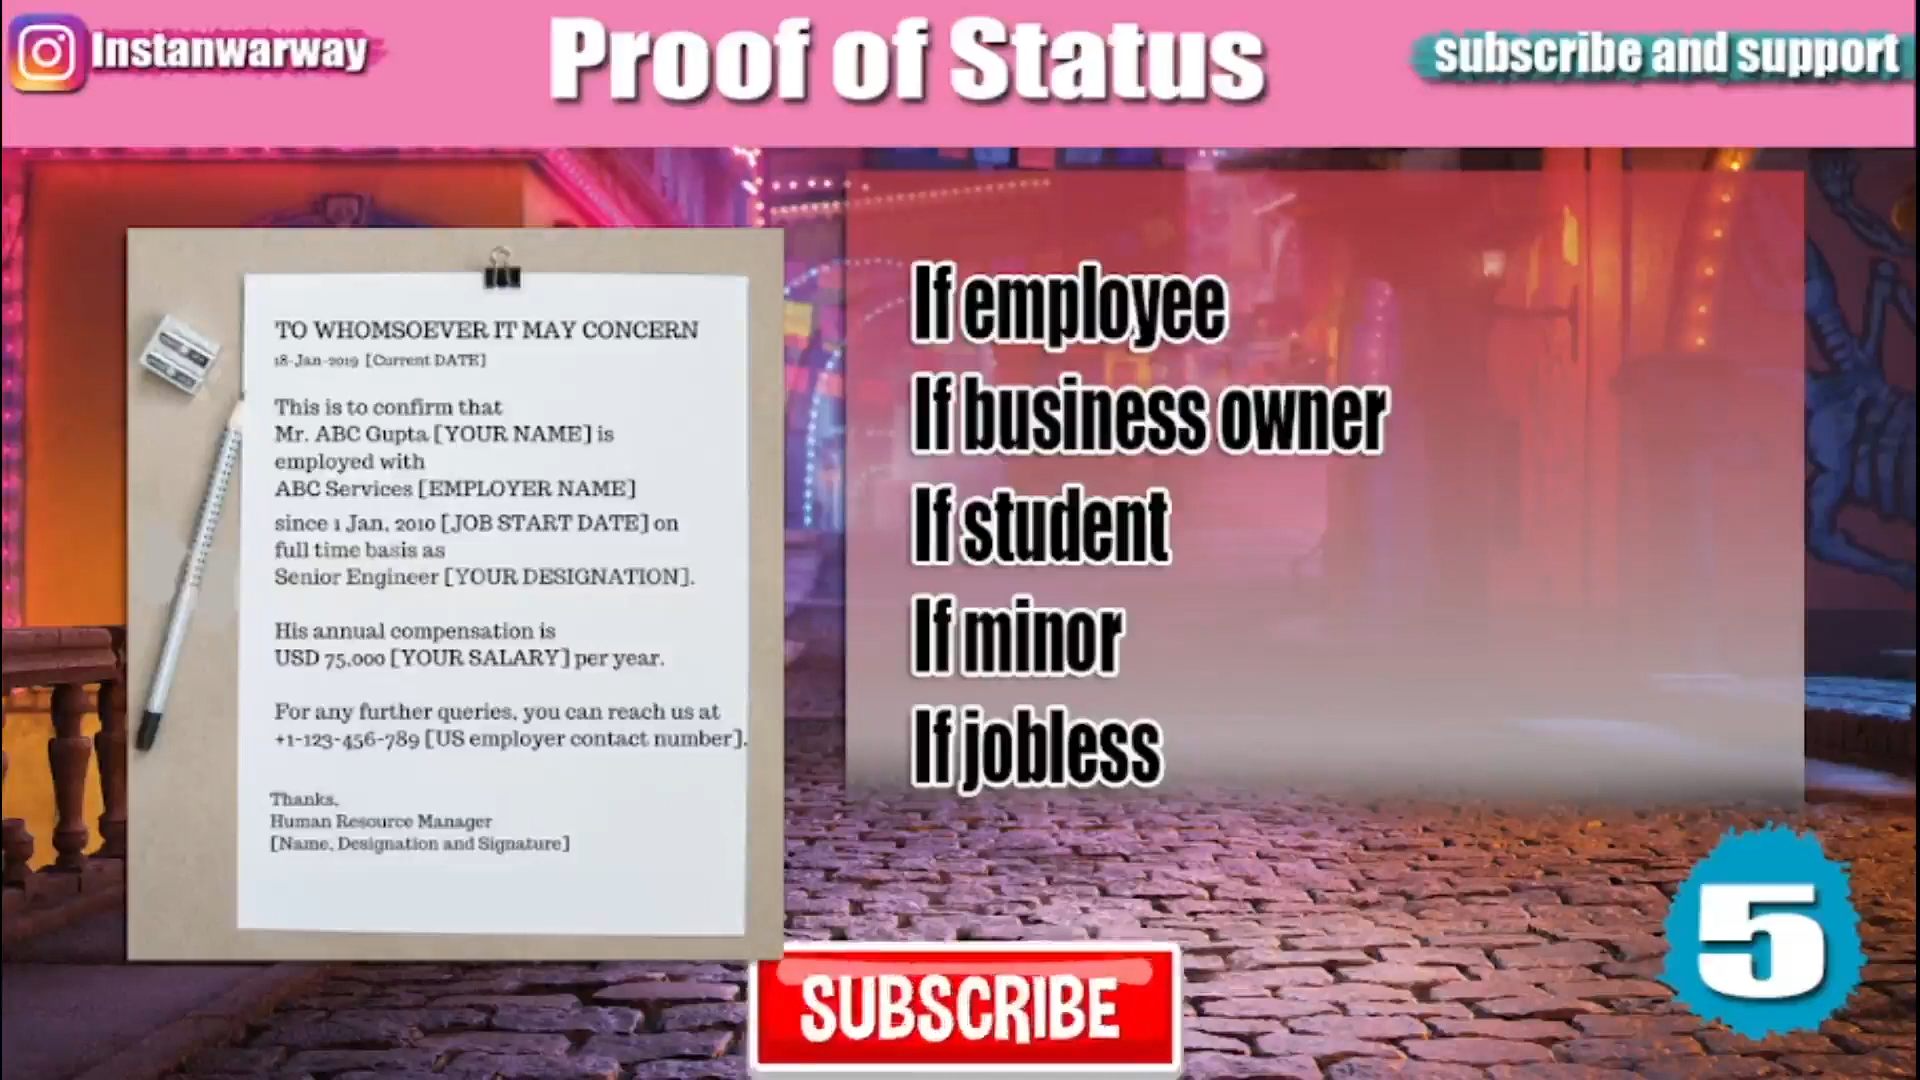 Instanwarway
Proof of Status
subscribe and support
TO WHOMSOEVER IT MAY CONCERN
18-Jan-2019 [Current DATE]
This is to confirm that
Mr. ABC Gupta [YOUR NAME] is
employed with
ABC Services [EMPLOYER NAME]
since 1 Jan, 2010 [JOB START DATE] on
full time basis as
Senior Engineer [YOUR DESIGNATION].
His annual compensation is
USD 75,000 [YOUR SALARY] per year.
For any further queries, you can reach us at
+1-123-456-789 [US employer contact number].
Thanks,
Human Resource Manager
[Name, Designation and Signature]
If employee
If business owner
If student
If minor
If jobless
5
SUBSCRIBE